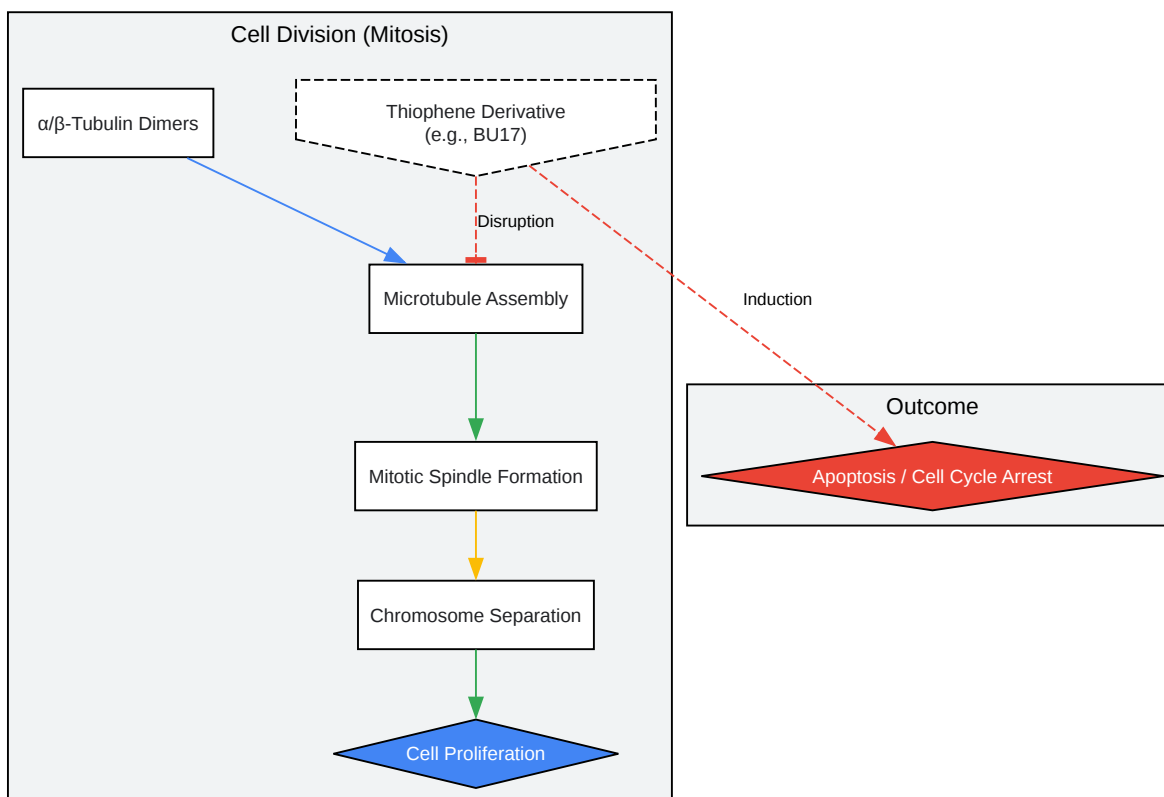 Cell Division (Mitosis)
α/β-Tubulin Dimers
Thiophene Derivative
(e.g., BU17)
Disruption
Microtubule Assembly
Induction
Outcome
Mitotic Spindle Formation
Apoptosis / Cell Cycle Arrest
Chromosome Separation
Cell Proliferation